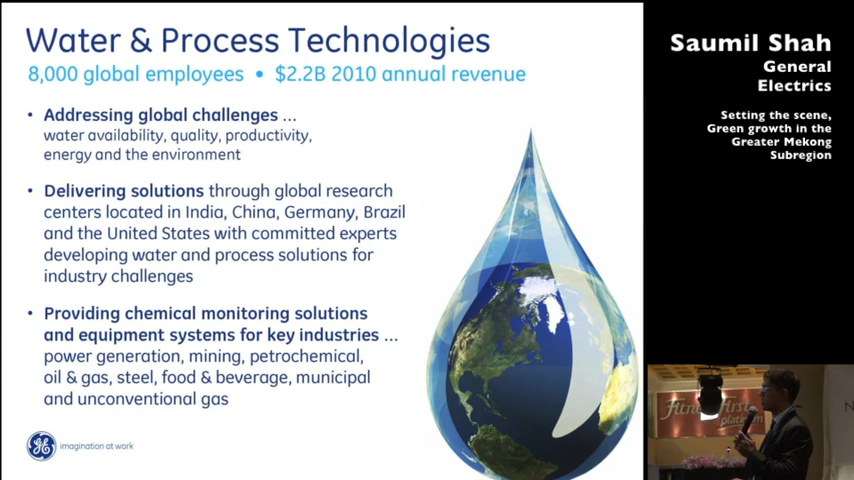 Water & Process Technologies
8,000 global employees • $2.2B 2010 annual revenue
• Addressing global challenges ...
water availability, quality, productivity,
energy and the environment
• Delivering solutions through global research
centers located in India, China, Germany, Brazil
and the United States with committed experts
developing water and process solutions for
industry challenges
• Providing chemical monitoring solutions
and equipment systems for key industries ...
power generation, mining, petrochemical,
oil & gas, steel, food & beverage, municipal
and unconventional gas
GE imagination at work
Saumil Shah
General
Electrics
Setting the scene,
Green growth in the
Greater Mekong
Subregion
Fitness First
platinum
N